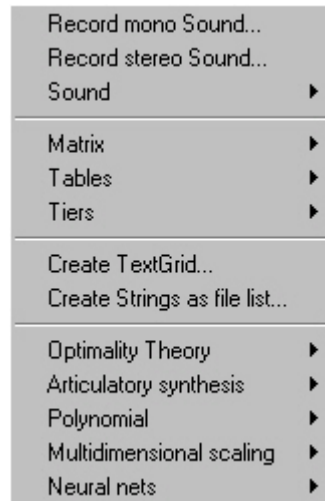 Record mono Sound...
Record stereo Sound...
Sound
Matrix
Tables
Tiers
Create TextGrid...
Create Strings as file list...
Optimality Theory
Articulatory synthesis
Polynomial
Multidimensional scaling
Neural nets